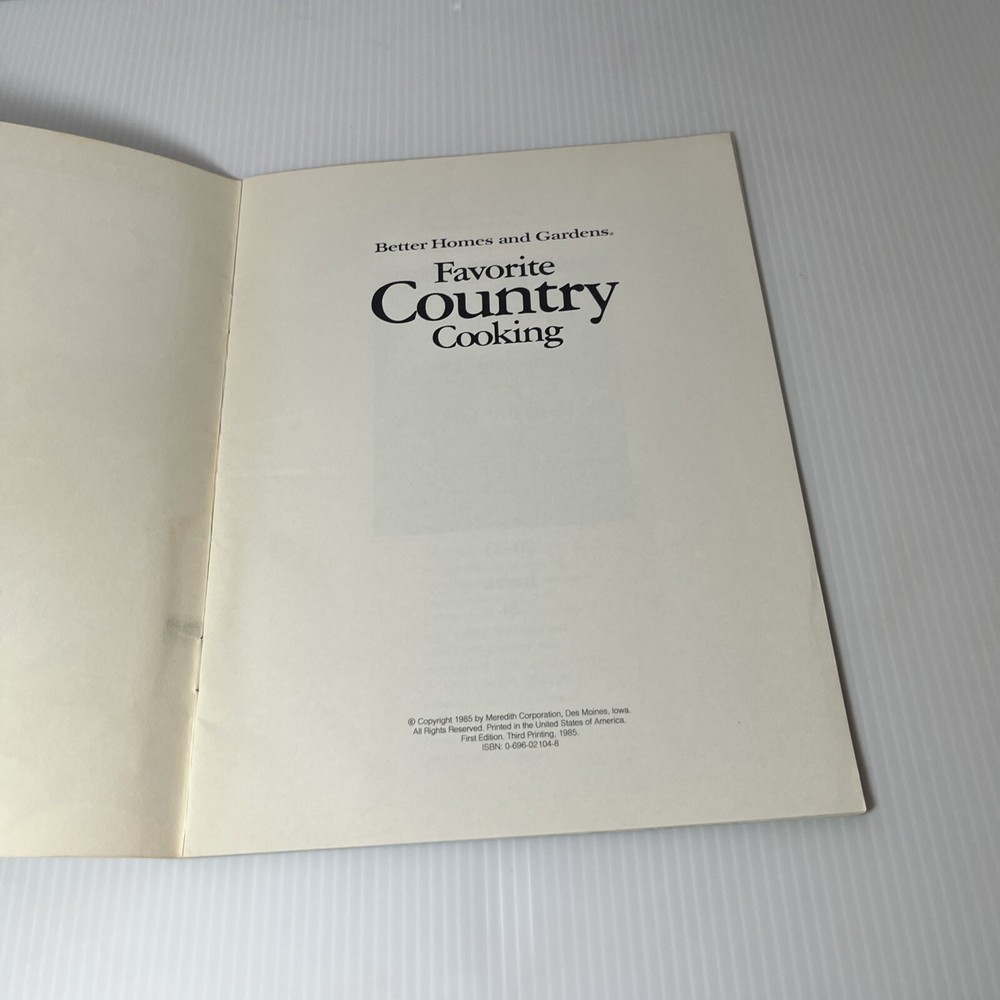 Better Homes and Gardens®
Favorite
Country
Cooking
© Copyright 1985 by Meredith Corporation, Des Moines, Iowa.
All Rights Reserved. Printed in the United States of America.
First Edition. Third Printing, 1985.
ISBN: 0-696-02104-8